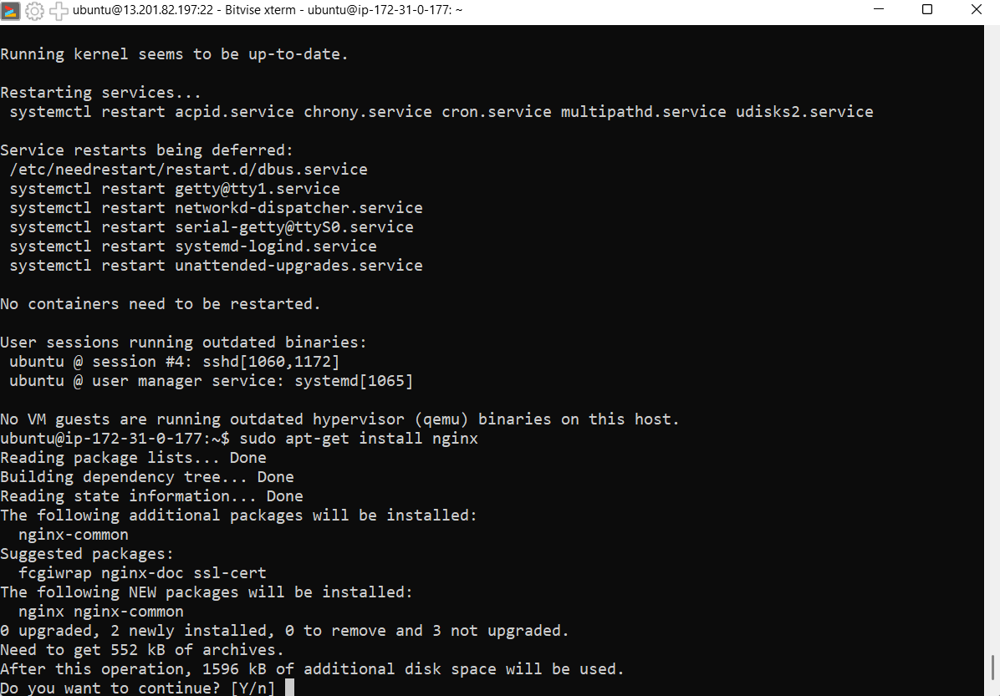 ubuntu@13.201.82.197:22 - Bitvise xterm - ubuntu@ip-172-31-0-177: ~
Running kernel seems to be up-to-date.
Restarting services...
systemctl restart acpid.service chrony.service cron.service multipathd.service udisks2.service
Service restarts being deferred:
/etc/needrestart/restart.d/dbus.service
systemctl restart getty@tty1.service
systemctl restart networkd-dispatcher.service
systemctl restart serial-getty@ttyS0.service
systemctl restart systemd-logind.service
systemctl restart unattended-upgrades.service
No containers need to be restarted.
User sessions running outdated binaries:
ubuntu @ session #4: sshd[1060,1172]
ubuntu @ user manager service: systemd[1065]
No VM guests are running outdated hypervisor (qemu) binaries on this host.
ubuntu@ip-172-31-0-177:~$ sudo apt-get install nginx
Reading package lists... Done
Building dependency tree... Done
Reading state information... Done
The following additional packages will be installed:
nginx-common
Suggested packages:
fcgiwrap nginx-doc ssl-cert
The following NEW packages will be installed:
nginx nginx-common
0 upgraded, 2 newly installed, 0 to remove and 3 not upgraded.
Need to get 552 kB of archives.
After this operation, 1596 kB of additional disk space will be used.
Do you want to continue? [Y/n]